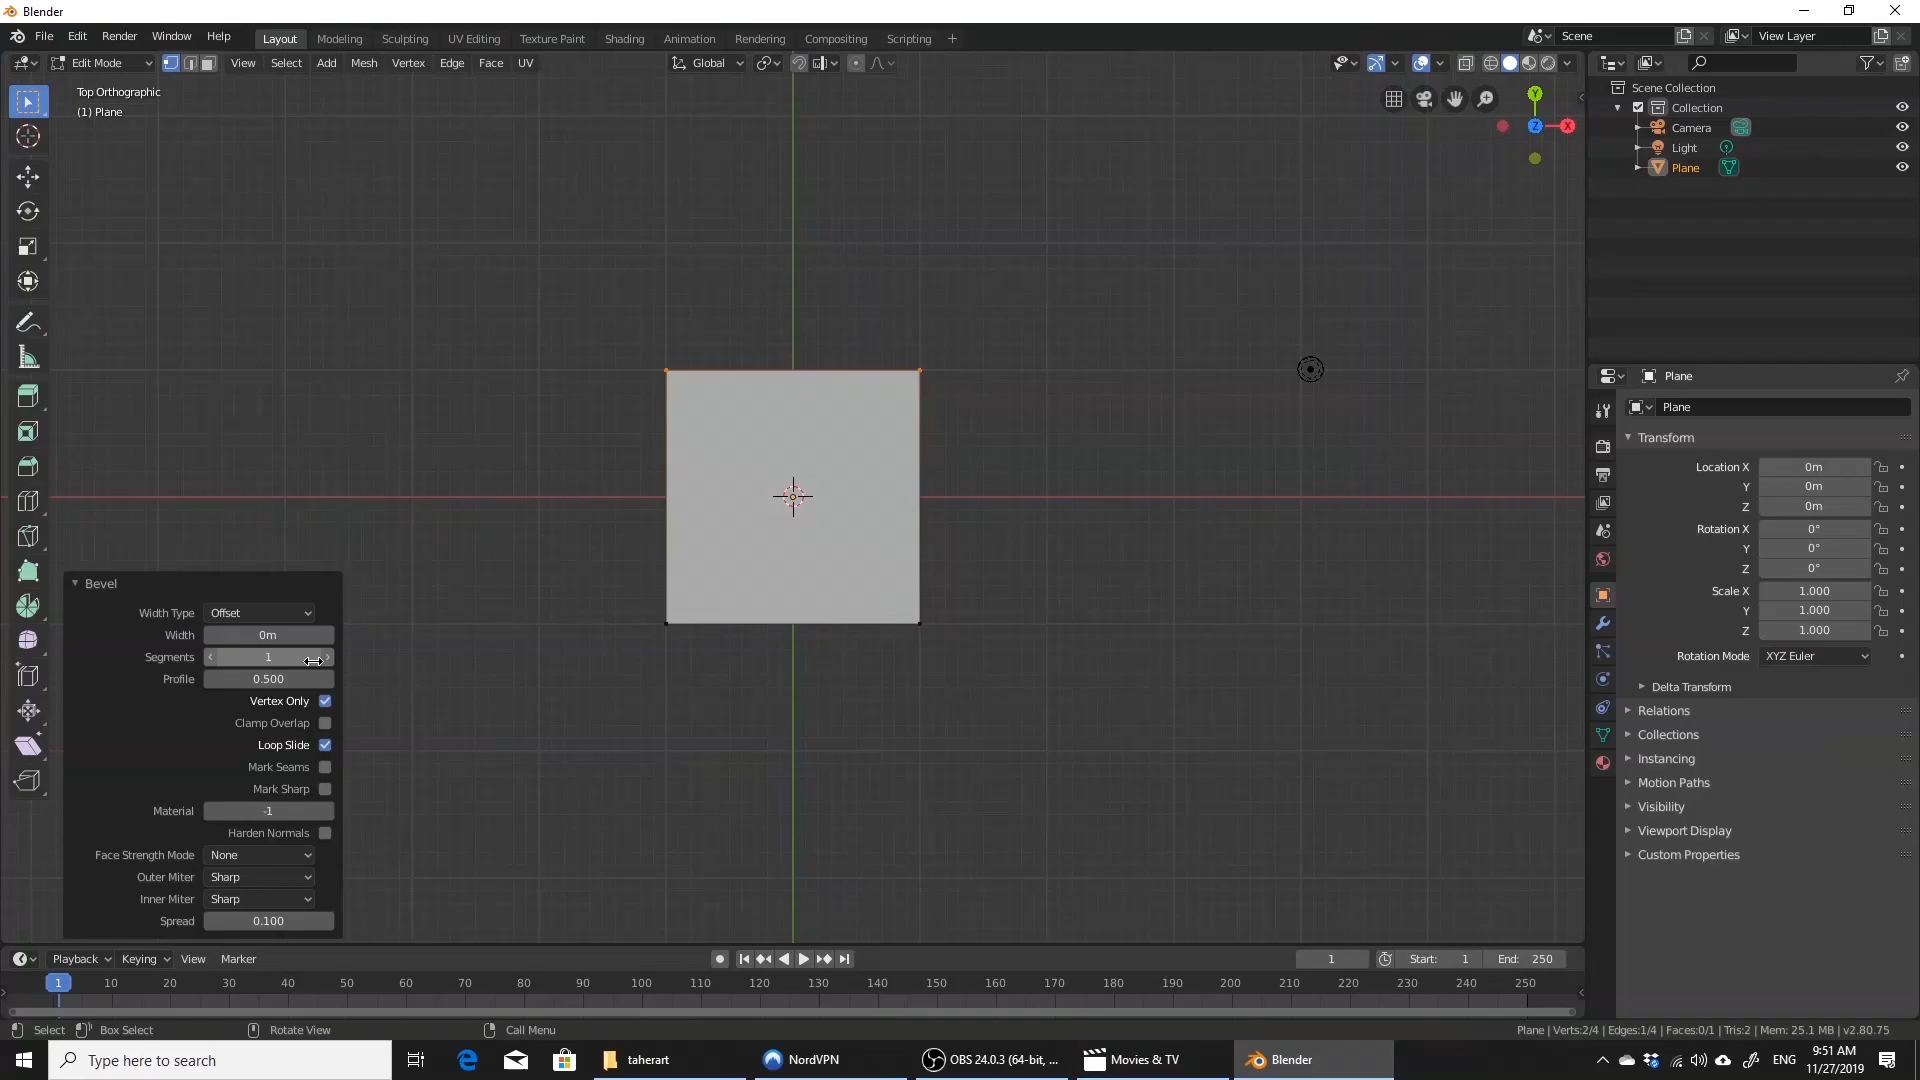 Blender
File Edit Render Window Help
Layout Modeling Sculpting UV Editing Texture Paint Shading Animation Rendering Compositing Scripting +
Scene
View Layer
Edit Mode View Select Add Mesh Vertex Edge Face UV
Global
Top Orthographic
(1) Plane
Y
Z
X
Scene Collection
Collection
Camera
Light
Plane
Plane
Plane
Transform
Location X 0m
Y 0m
Z 0m
Rotation X 0°
Y 0°
Z 0°
Scale X 1.000
Y 1.000
Z 1.000
Rotation Mode XYZ Euler
Delta Transform
Relations
Collections
Instancing
Motion Paths
Visibility
Viewport Display
Custom Properties
Bevel
Width Type Offset
Width 0m
Segments 1
Profile 0.500
Vertex Only
Clamp Overlap
Loop Slide
Mark Seams
Mark Sharp
Material -1
Harden Normals
Face Strength Mode None
Outer Miter Sharp
Inner Miter Sharp
Spread 0.100
Playback Keying View Marker
1 Start: 1 End: 250
1 10 20 30 40 50 60 70 80 90 100 110 120 130 140 150 160 170 180 190 200 210 220 230 240 250
Select Box Select Rotate View Call Menu
Plane | Verts:2/4 | Edges:1/4 | Faces:0/1 | Tris:2 | Mem: 25.1 MB | v2.80.75
Type here to search
taherart
NordVPN
OBS 24.0.3 (64-bit, ...
Movies & TV
Blender
ENG
9:51 AM
11/27/2019